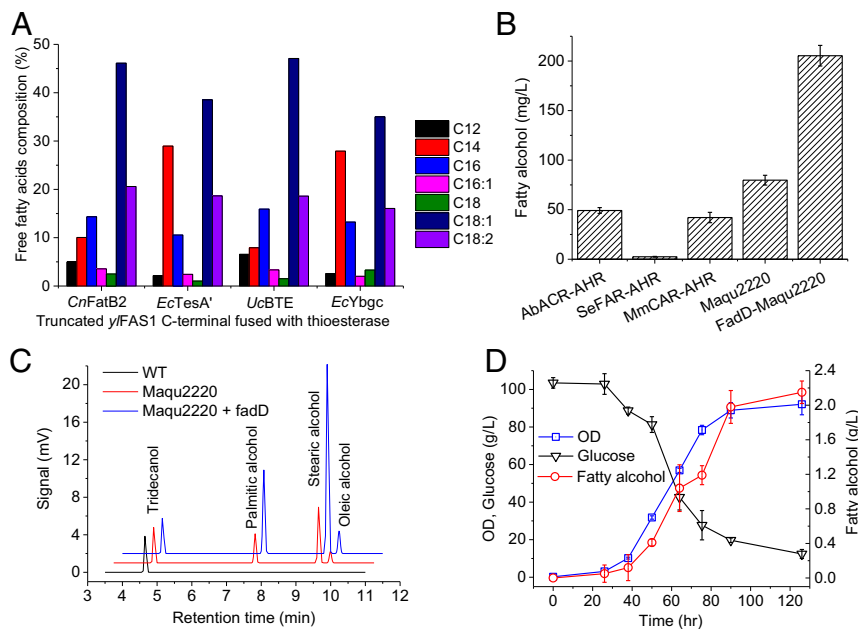 A
Free fatty acids composition (%)
50
40
30
20
10
0
CnFatB2
EcTesA'
UcBTE
EcYbgc
Truncated ylFAS1 C-terminal fused with thioesterase
C12
C14
C16
C16:1
C18
C18:1
C18:2
B
Fatty alcohol (mg/L)
200
150
100
50
0
AbACR-AHR
SeFAR-AHR
MmCAR-AHR
Maqu2220
FadD-Maqu2220
C
Signal (mV)
20
16
12
8
4
0
WT
Maqu2220
Maqu2220 + fadD
Tridecanol
Palmitic alcohol
Stearic alcohol
Oleic alcohol
3 4 5 6 7 8 9 10 11 12
Retention time (min)
D
OD, Glucose (g/L)
100
80
60
40
20
0
OD
Glucose
Fatty alcohol
2.4
2.0
1.6
1.2
0.8
0.4
0.0
Fatty alcohol (g/L)
0 20 40 60 80 100 120
Time (hr)